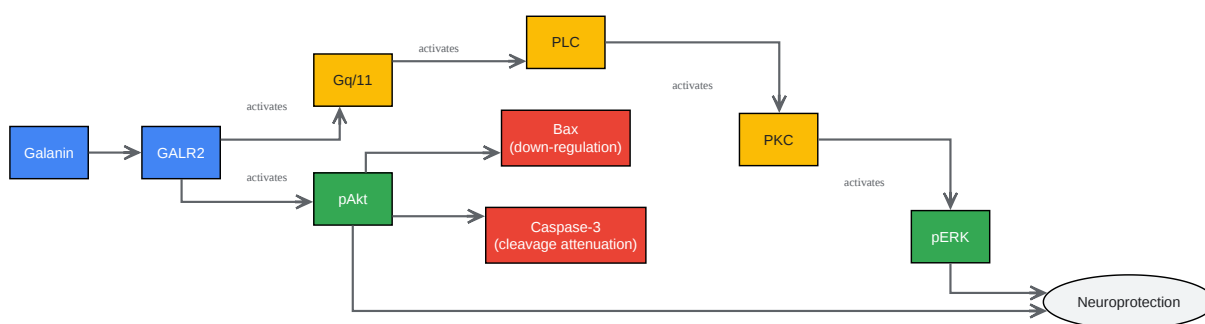 PLC
activates
Gq/11
activates
activates
Galanin
GALR2
Bax
(down-regulation)
PKC
activates
pAkt
activates
Caspase-3
(cleavage attenuation)
pERK
Neuroprotection